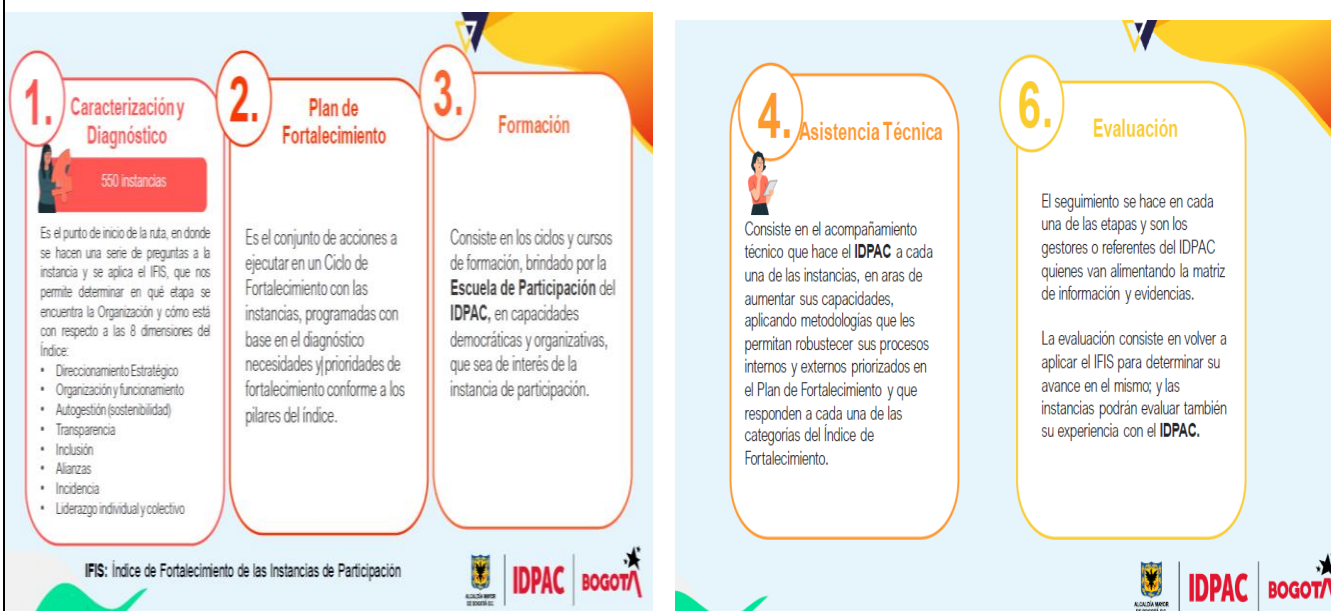 1.
Caracterización y
Diagnóstico
550 instancias
Es el punto de inicio de la ruta, en donde
se hacen una serie de preguntas a la
instancia y se aplica el IFIS, que nos
permite determinar en qué etapa se
encuentra la Organización y cómo está
con respecto a las 8 dimensiones del
Índice:
• Direccionamiento Estratégico
• Organización y funcionamiento
• Autogestión (sostenibilidad)
• Transparencia
• Inclusión
• Alianzas
• Incidencia
• Liderazgo individual y colectivo
2.
Plan de
Fortalecimiento
Es el conjunto de acciones a
ejecutar en un Ciclo de
Fortalecimiento con las
instancias, programadas con
base en el diagnóstico
necesidades y|prioridades de
fortalecimiento conforme a los
pilares del índice.
3.
Formación
Consiste en los ciclos y cursos
de formación, brindado por la
Escuela de Participación del
IDPAC, en capacidades
democráticas y organizativas,
que sea de interés de la
instancia de participación.
IFIS: Índice de Fortalecimiento de las Instancias de Participación
ALCALDÍA MAYOR
DE BOGOTÁ D.C.
IDPAC
BOGOTÁ
4.
Asistencia Técnica
Consiste en el acompañamiento
técnico que hace el IDPAC a cada
una de las instancias, en aras de
aumentar sus capacidades,
aplicando metodologías que les
permitan robustecer sus procesos
internos y externos priorizados en
el Plan de Fortalecimiento y que
responden a cada una de las
categorías del Índice de
Fortalecimiento.
6.
Evaluación
El seguimiento se hace en cada
una de las etapas y son los
gestores o referentes del IDPAC
quienes van alimentando la matriz
de información y evidencias.
La evaluación consiste en volver a
aplicar el IFIS para determinar su
avance en el mismo; y las
instancias podrán evaluar también
su experiencia con el IDPAC.
ALCALDÍA MAYOR
DE BOGOTÁ D.C.
IDPAC
BOGOTÁ